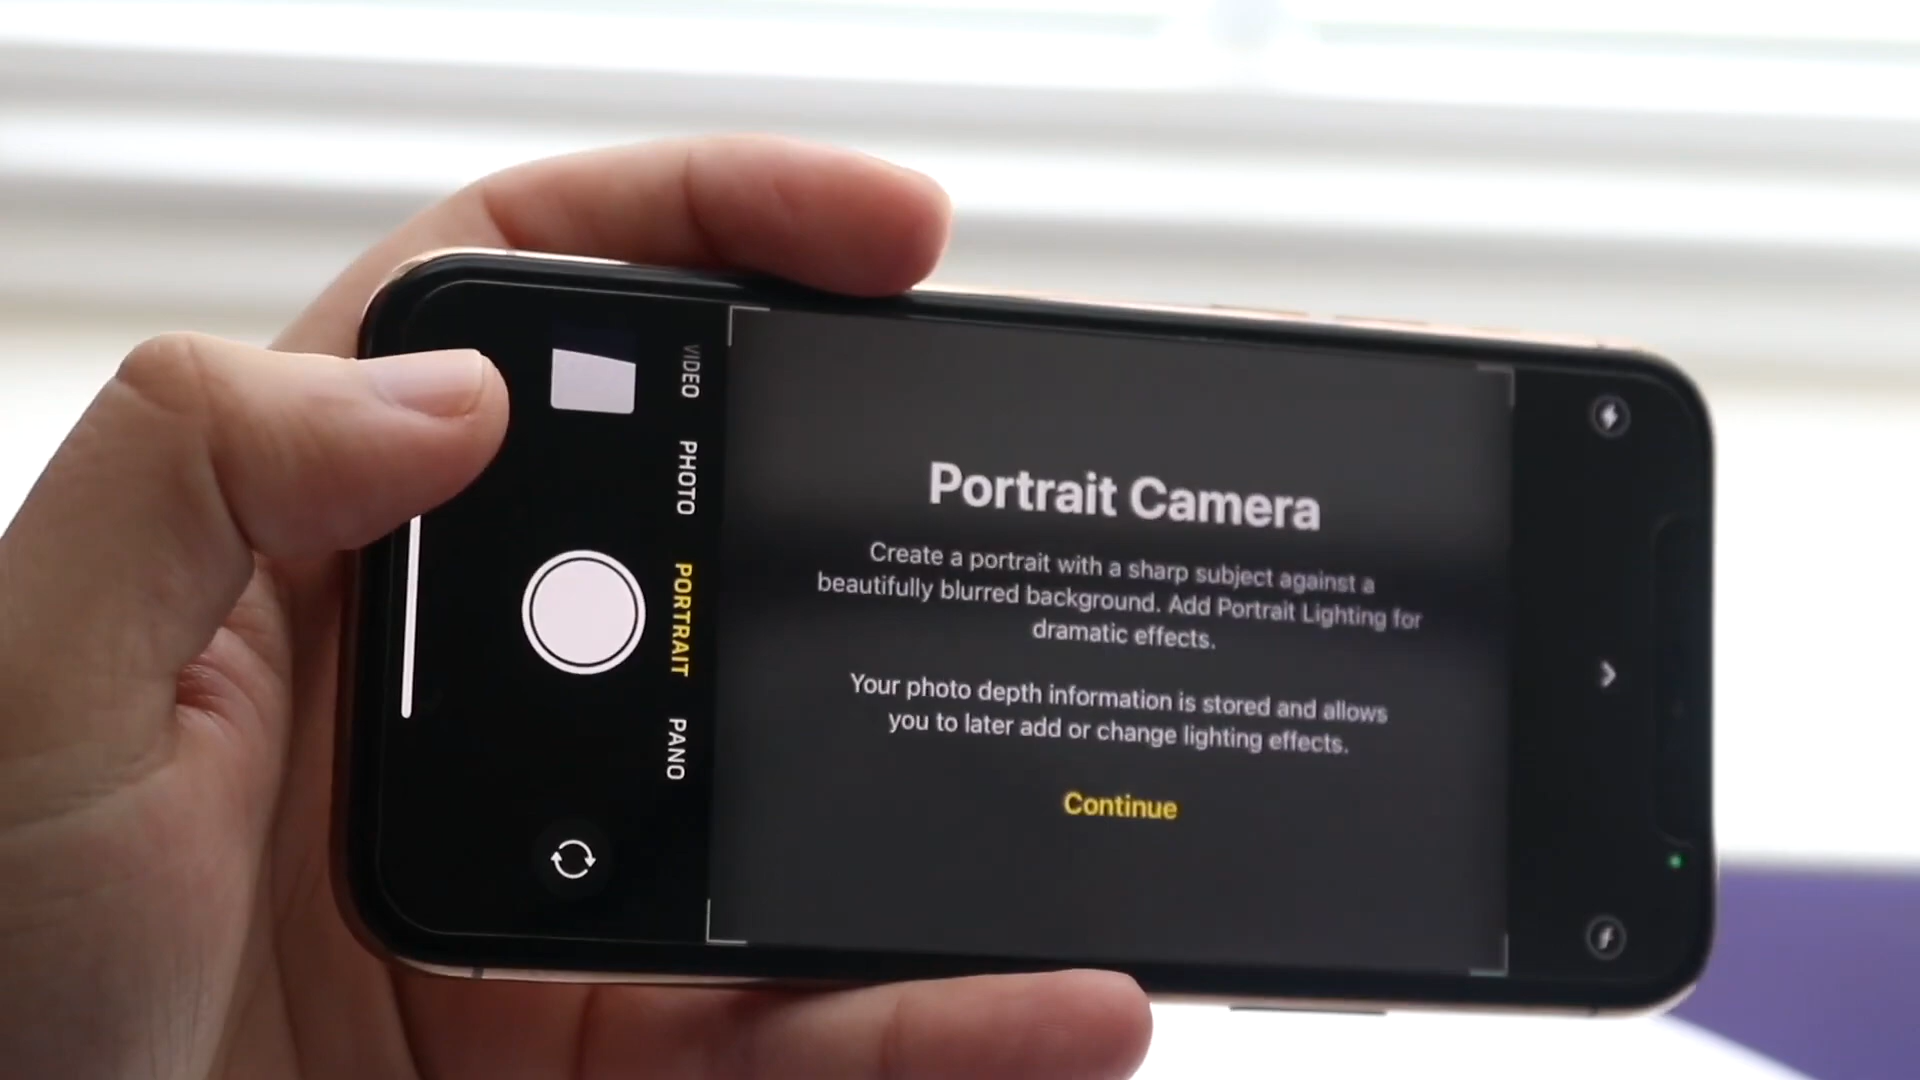 VIDEO
PHOTO
PORTRAIT
PANO
Portrait Camera
Create a portrait with a sharp subject against a
beautifully blurred background. Add Portrait Lighting for
dramatic effects.
Your photo depth information is stored and allows
you to later add or change lighting effects.
Continue
f